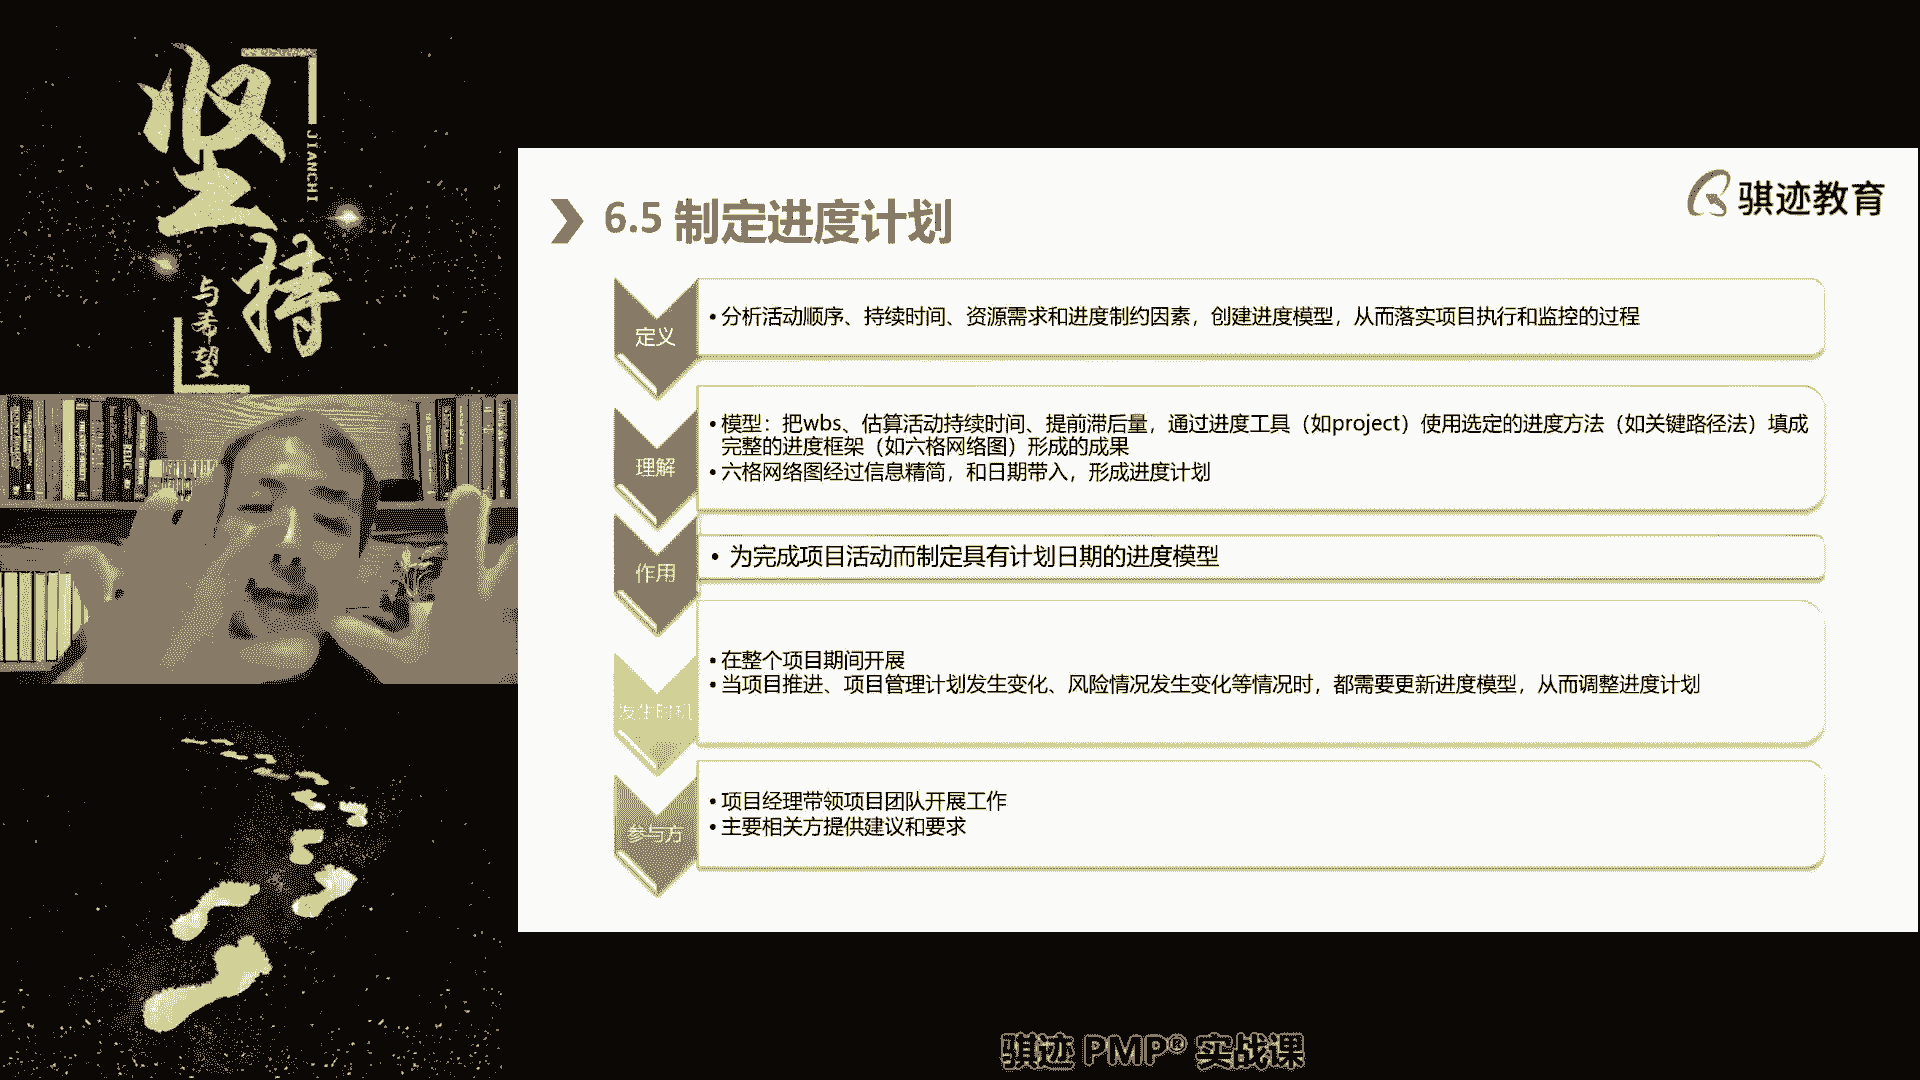 坚持
JIANCHI
与希望
骐迹教育
6.5 制定进度计划
定义
•分析活动顺序、持续时间、资源需求和进度制约因素，创建进度模型，从而落实项目执行和监控的过程
理解
•模型：把wbs、估算活动持续时间、提前滞后量，通过进度工具（如project）使用选定的进度方法（如关键路径法）填成
完整的进度框架（如六格网络图）形成的成果
•六格网络图经过信息精简，和日期带入，形成进度计划
作用
• 为完成项目活动而制定具有计划日期的进度模型
发生时机
•在整个项目期间开展
•当项目推进、项目管理计划发生变化、风险情况发生变化等情况时，都需要更新进度模型，从而调整进度计划
参与方
•项目经理带领项目团队开展工作
•主要相关方提供建议和要求
骐迹 PMP® 实战课